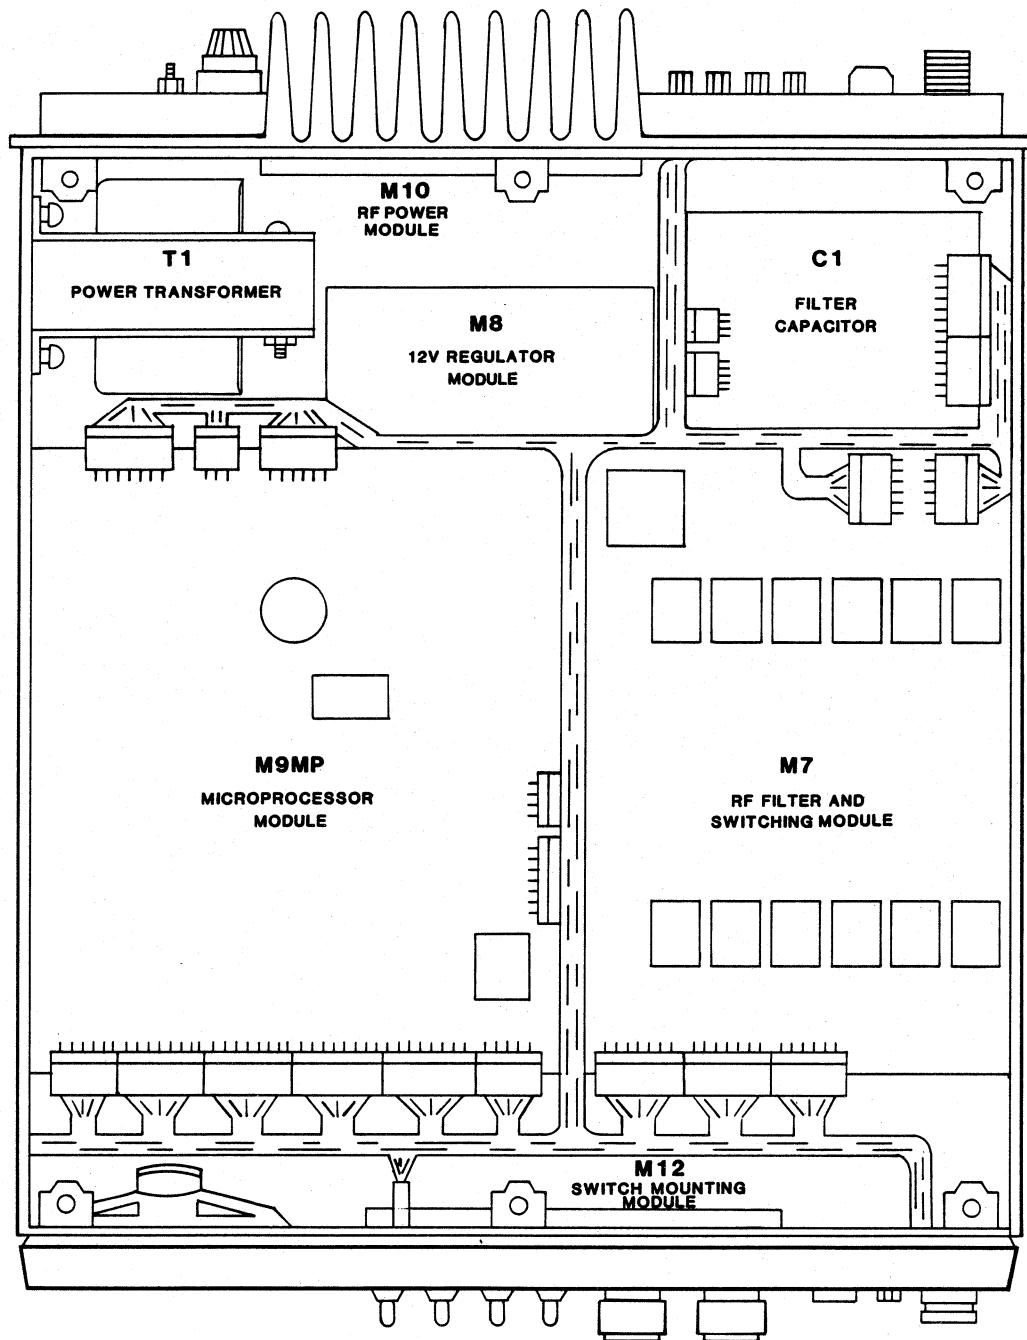 M10
RF POWER
MODULE
T1
POWER TRANSFORMER
C1
FILTER
CAPACITOR
M8
12V REGULATOR
MODULE
M9MP
MICROPROCESSOR
MODULE
M7
RF FILTER AND
SWITCHING MODULE
M12
SWITCH MOUNTING
MODULE